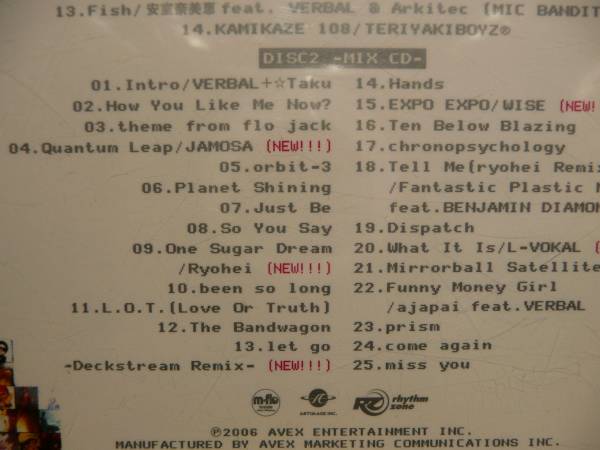 13.Fish/安室奈美恵feat. VERBAL & Arkitec (MIC BANDIT
14.KAMIKAZE 108/TERIYAKIBOYZ®
DISC2 -MIX CD-
01.Intro/VERBAL+☆Taku
02.How You Like Me Now?
03.theme from flo jack
04.Quantum Leap/JAMOSA (NEW!!!)
05.orbit-3
06.Planet Shining
07.Just Be
08.So You Say
09.One Sugar Dream
/Ryohei (NEW!!!)
10.been so long
11.L.O.T.(Love Or Truth)
12.The Bandwagon
13.let go
-Deckstream Remix- (NEW!!!)
14.Hands
15.EXPO EXPO/WISE (NEW!
16.Ten Below Blazing
17.chronopsychology
18.Tell Me(ryohei Remix
/Fantastic Plastic M
feat.BENJAMIN DIAMON
19.Dispatch
20.What It Is/L-VOKAL (
21.Mirrorball Satellite
22.Funny Money Girl
/ajapai feat.VERBAL
23.prism
24.come again
25.miss you
m-flo
ARTIMAGE INC.
rhythm zone
℗2006 AVEX ENTERTAINMENT INC.
MANUFACTURED BY AVEX MARKETING COMMUNICATIONS INC.